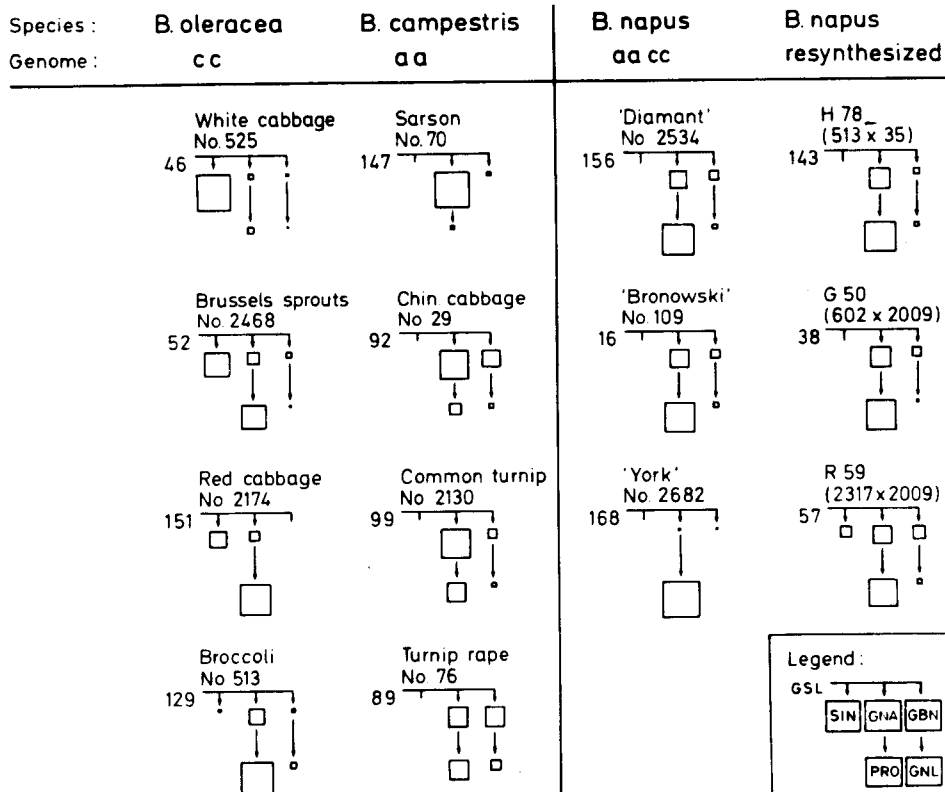 Species : B. oleracea B. campestris B. napus B. napus
Genome : cc aa aacc resynthesized
White cabbage
No. 525
46
Sarson
No. 70
147
'Diamant'
No 2534
156
H 78
(513 x 35)
143
Brussels sprouts
No. 2468
52
Chin. cabbage
No 29
92
'Bronowski'
No. 109
16
G 50
(602 x 2009)
38
Red cabbage
No 2174
151
Common turnip
No 2130
99
'York'
No. 2682
168
R 59
(2317 x 2009)
57
Broccoli
No 513
129
Turnip rape
No. 76
89
Legend :
GSL
SIN GNA GBN
PRO GNL